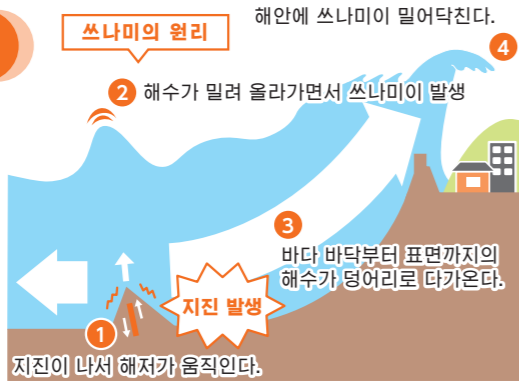 쓰나미의 원리
해안에 쓰나미이 밀어닥친다.
4
2 해수가 밀려 올라가면서 쓰나미이 발생
3
바다 바닥부터 표면까지의
해수가 덩어리로 다가온다.
지진 발생
1
지진이 나서 해저가 움직인다.